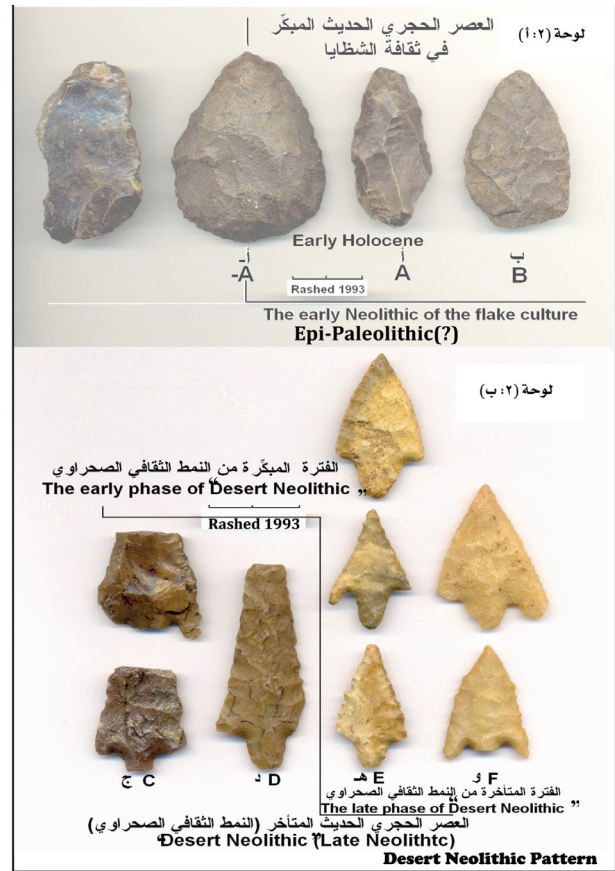 العصر الحجري الحديث المبكّر
في ثقافة الشظايا
لوحة (٢: أ)
Early Holocene
أ-
A-
أ
A
ب
B
Rashed 1993
The early Neolithic of the flake culture
Epi-Paleolithic(?)
لوحة (٢: ب)
الفترة المبكّرة من النمط الثقافي الصحراوي
The early phase of “Desert Neolithic”
Rashed 1993
ج C
د D
هـ E
و F
الفترة المتأخرة من النمط الثقافي الصحراوي
The late phase of “Desert Neolithic”
العصر الحجري الحديث المتأخر (النمط الثقافي الصحراوي)
“Desert Neolithic” (Late Neolithtc)
Desert Neolithic Pattern